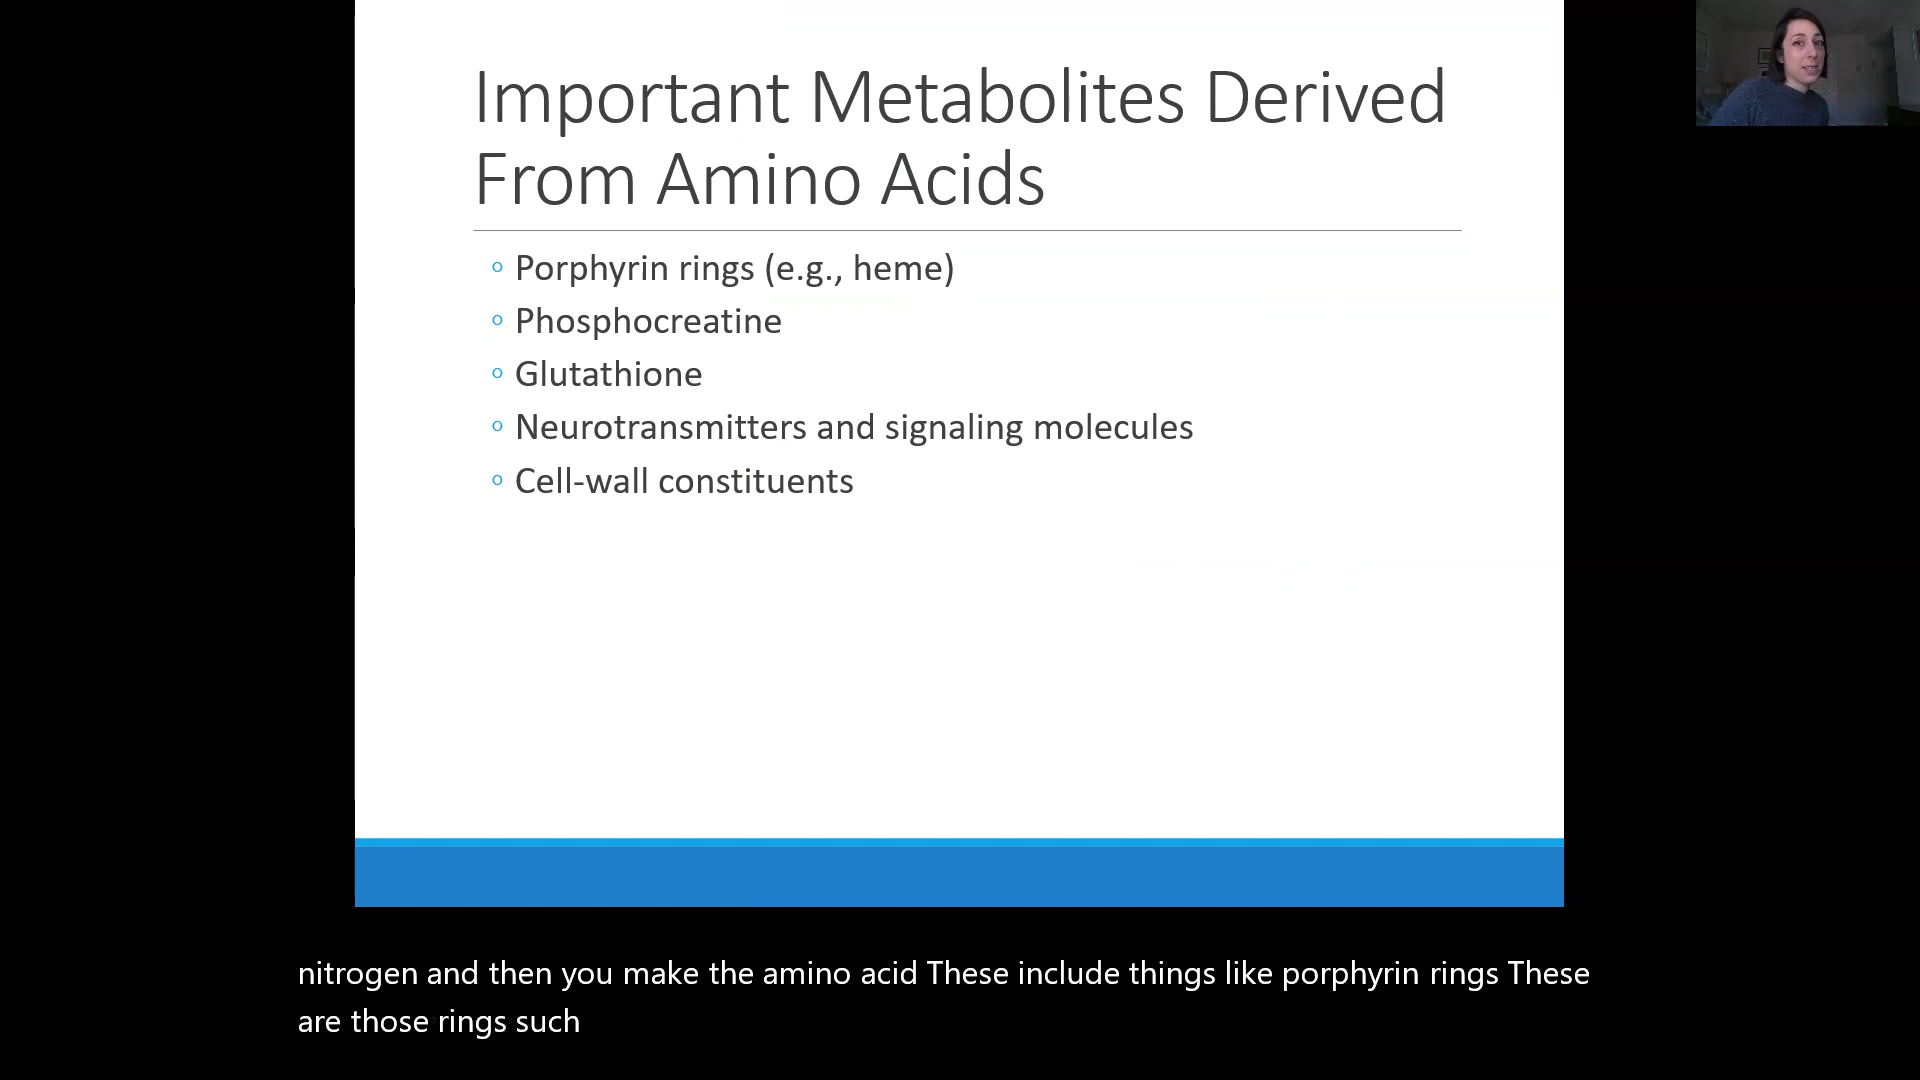 Important Metabolites Derived
From Amino Acids
◦ Porphyrin rings (e.g., heme)
◦ Phosphocreatine
◦ Glutathione
◦ Neurotransmitters and signaling molecules
◦ Cell-wall constituents
nitrogen and then you make the amino acid These include things like porphyrin rings These
are those rings such